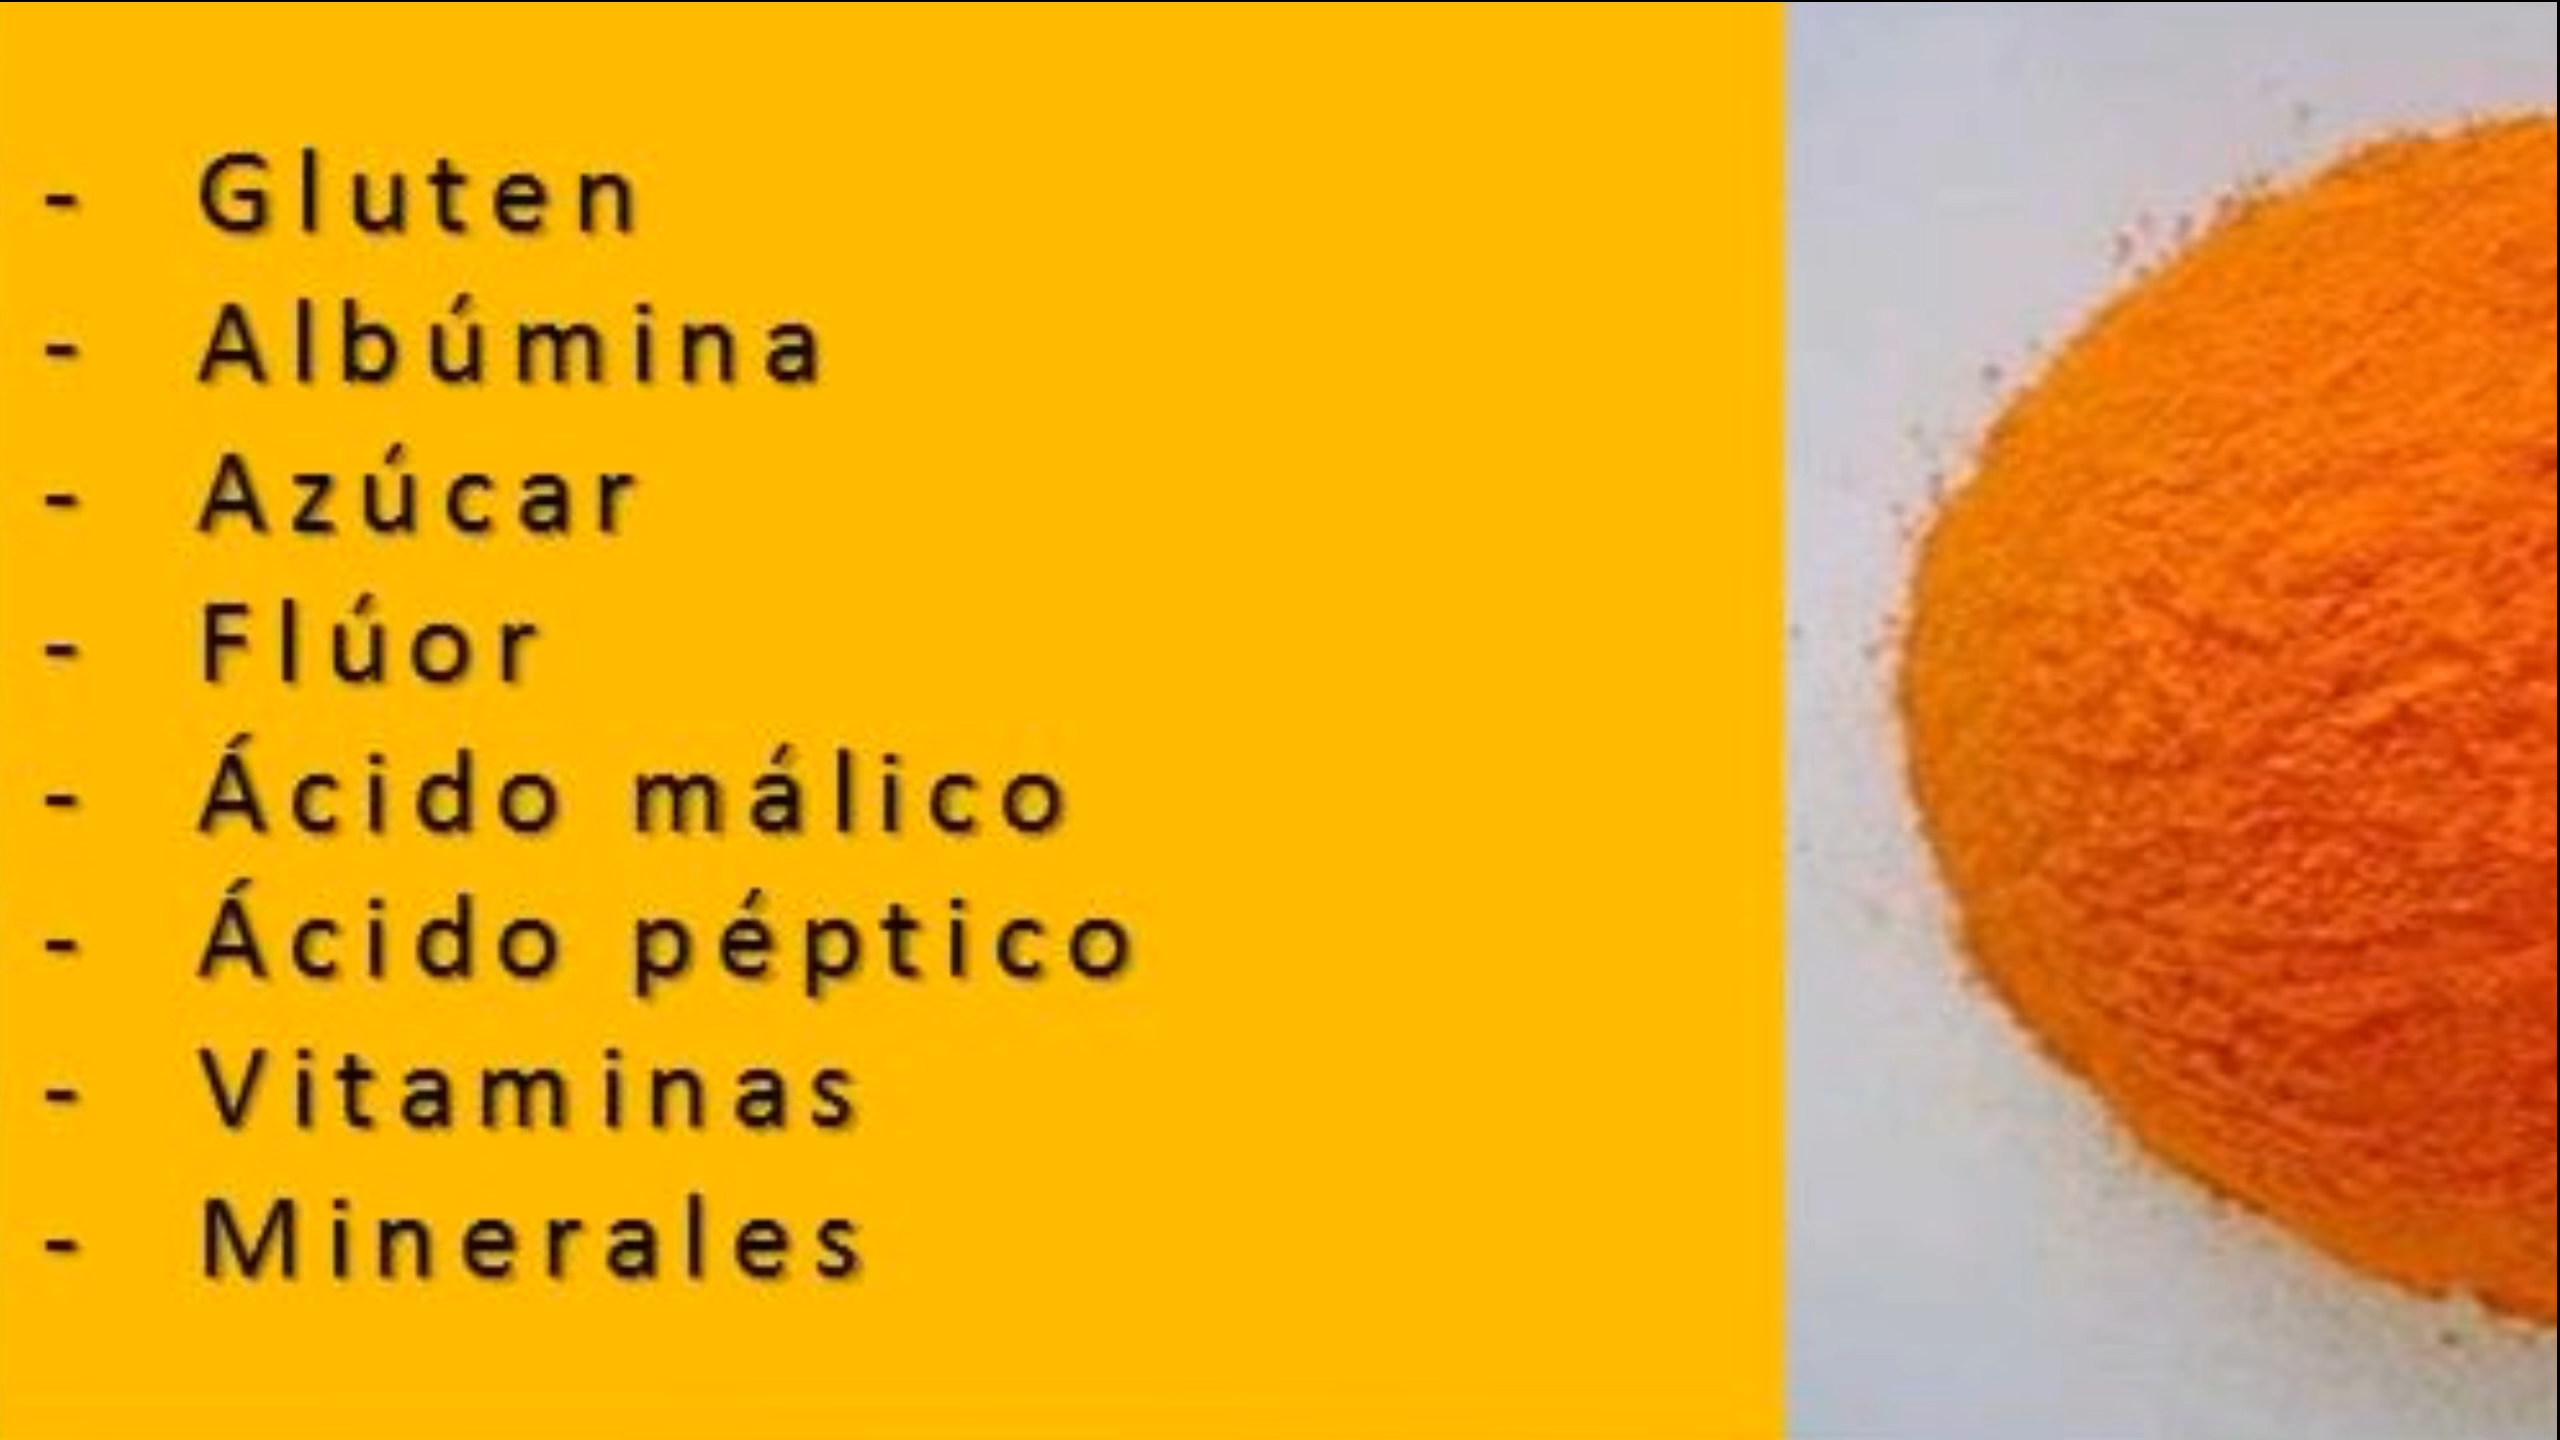 - Gluten
- Albúmina
- Azúcar
- Flúor
- Ácido málico
- Ácido péptico
- Vitaminas
- Minerales